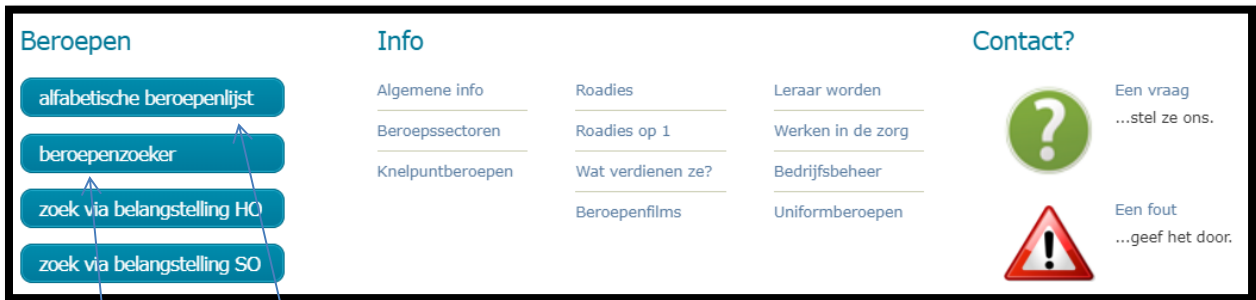 Beroepen
alfabetische beroepenlijst
beroepenzoeker
zoek via belangstelling HO
zoek via belangstelling SO
Info
Algemene info
Beroepssectoren
Knelpuntberoepen
Roadies
Roadies op 1
Wat verdienen ze?
Beroepenfilms
Leraar worden
Werken in de zorg
Bedrijfsbeheer
Uniformberoepen
Contact?
?
Een vraag
...stel ze ons.
!
Een fout
...geef het door.